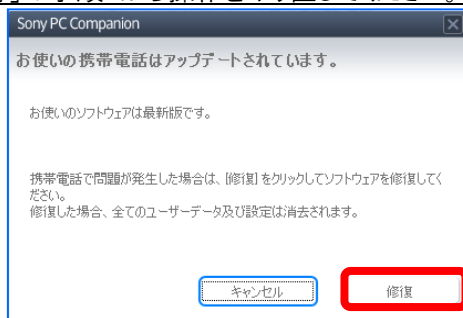 Sony PC Companion
お使いの携帯電話はアップデートされています。
お使いのソフトウェアは最新版です。
携帯電話で問題が発生した場合は、[修復] をクリックしてソフトウェアを修復してく
ださい。
修復した場合、全てのユーザーデータ及び設定は消去されます。
キャンセル
修復